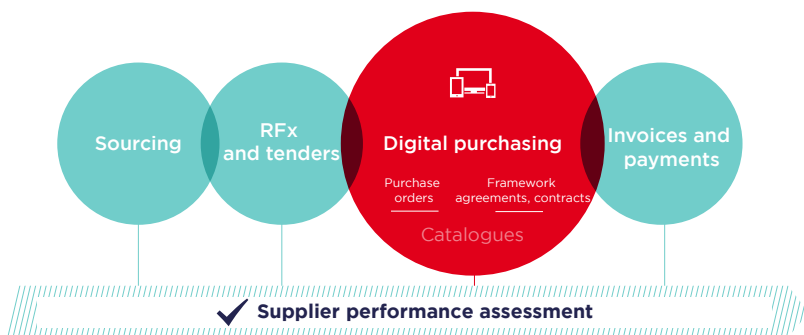 Sourcing
RFx
and tenders
Digital purchasing
Purchase
orders
Framework
agreements, contracts
Catalogues
Invoices and
payments
Supplier performance assessment